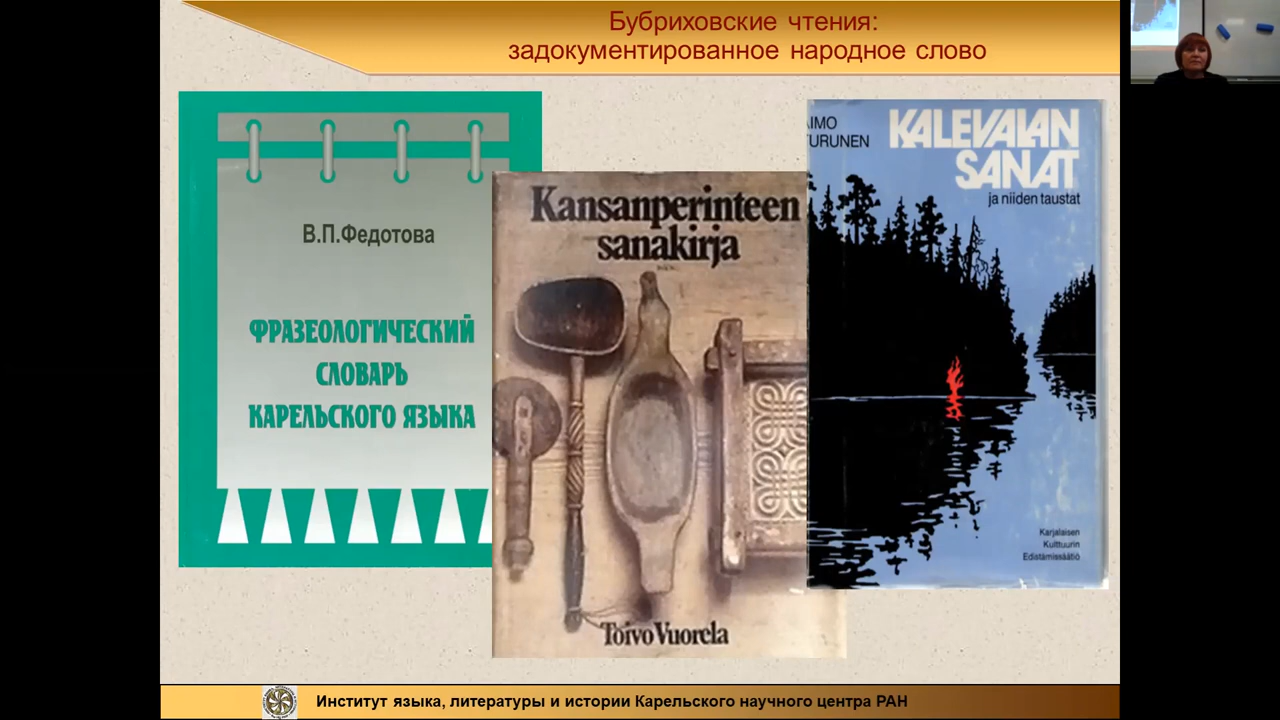 Бубриховские чтения:
задокументированное народное слово
В.П.Федотова
ФРАЗЕОЛОГИЧЕСКИЙ
СЛОВАРЬ
КАРЕЛЬСКОГО ЯЗЫКА
Kansanperinteen
sanakirja
Toivo Vuorela
AIMO
TURUNEN
KALEVALAN
SANAT
ja niiden taustat
Karjalaisen
Kulttuurin
Edistämissäätiö
Институт языка, литературы и истории Карельского научного центра РАН